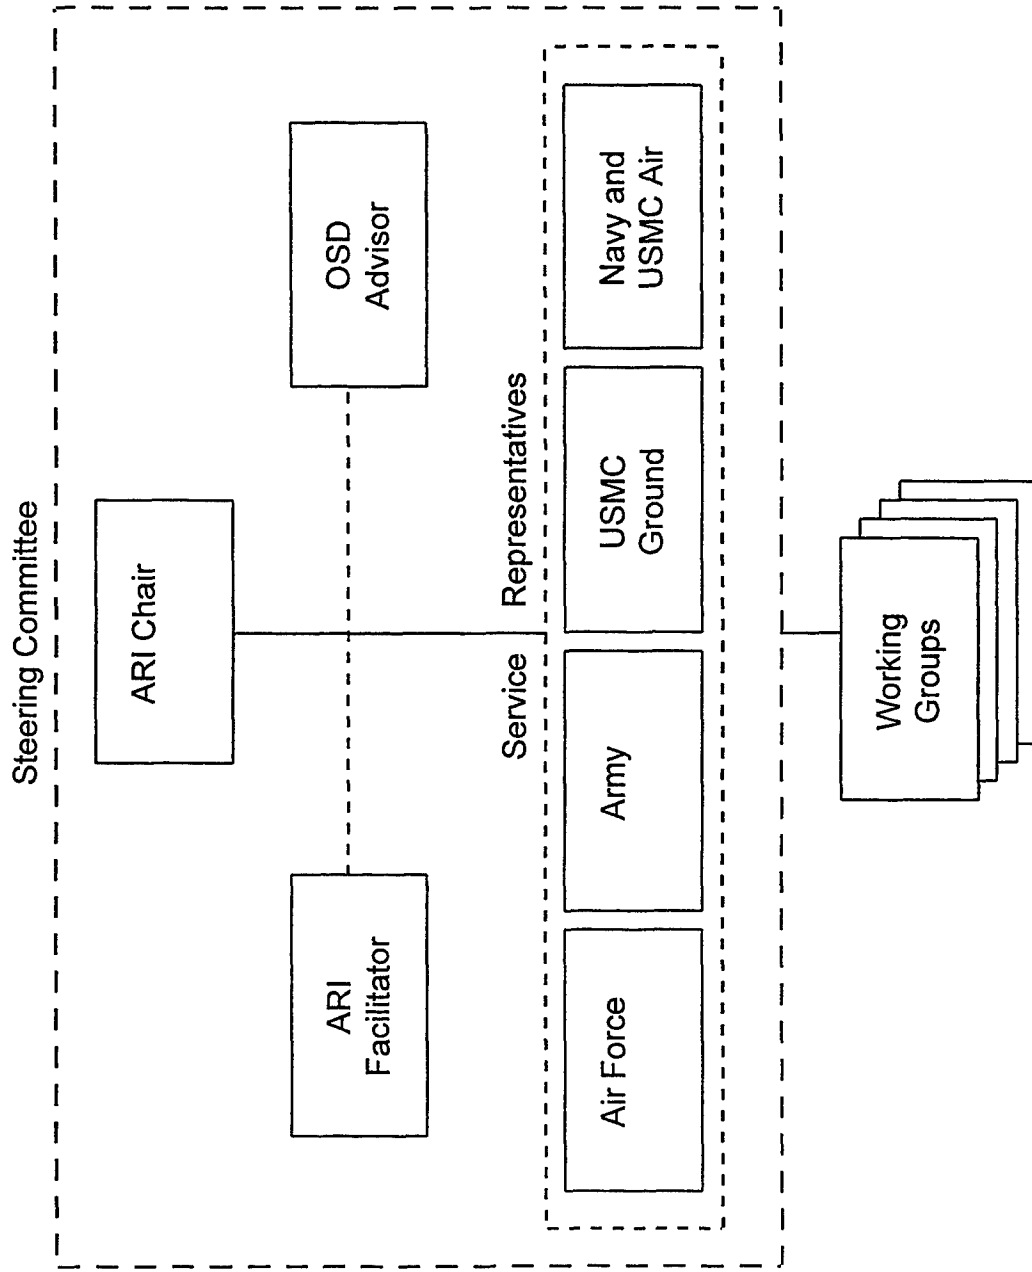 Steering Committee
ARI Chair
ARI
Facilitator
OSD
Advisor
Service Representatives
Air Force
Army
USMC
Ground
Navy and
USMC Air
Working
Groups